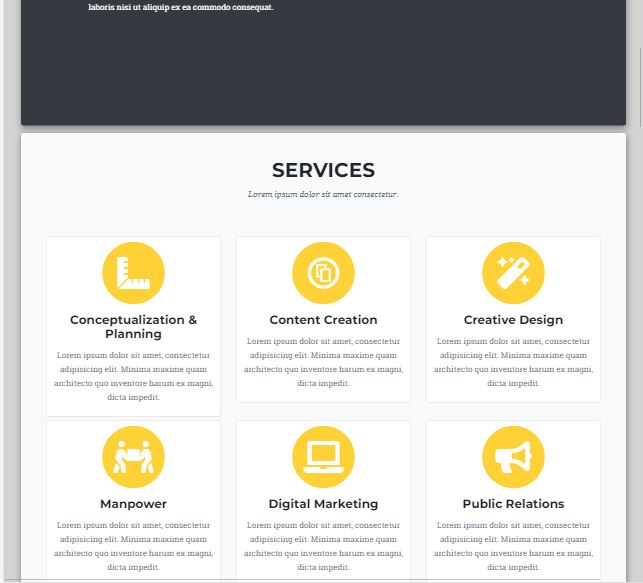 laboris nisi ut aliquip ex ea commodo consequat.
SERVICES
Lorem ipsum dolor sit amet consectetur.
Conceptualization &
Planning
Lorem ipsum dolor sit amet, consectetur
adipisicing elit. Minima maxime quam
architecto quo inventore harum ex magni,
dicta impedit.
Content Creation
Lorem ipsum dolor sit amet, consectetur
adipisicing elit. Minima maxime quam
architecto quo inventore harum ex magni,
dicta impedit.
Creative Design
Lorem ipsum dolor sit amet, consectetur
adipisicing elit. Minima maxime quam
architecto quo inventore harum ex magni,
dicta impedit.
Manpower
Lorem ipsum dolor sit amet, consectetur
adipisicing elit. Minima maxime quam
architecto quo inventore harum ex magni,
dicta impedit.
Digital Marketing
Lorem ipsum dolor sit amet, consectetur
adipisicing elit. Minima maxime quam
architecto quo inventore harum ex magni,
dicta impedit.
Public Relations
Lorem ipsum dolor sit amet, consectetur
adipisicing elit. Minima maxime quam
architecto quo inventore harum ex magni,
dicta impedit.